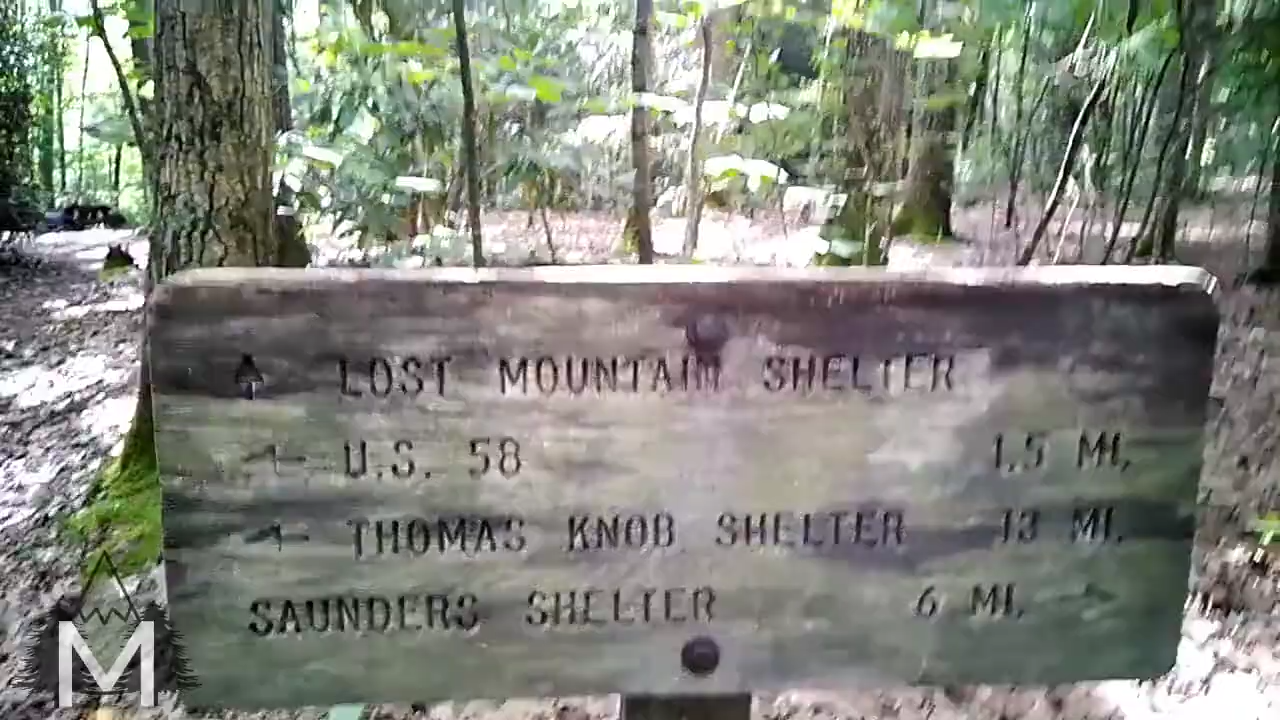 LOST MOUNTAIN SHELTER
U.S. 58 1.5 MI.
THOMAS KNOB SHELTER 13 MI.
SAUNDERS SHELTER 6 MI.
M